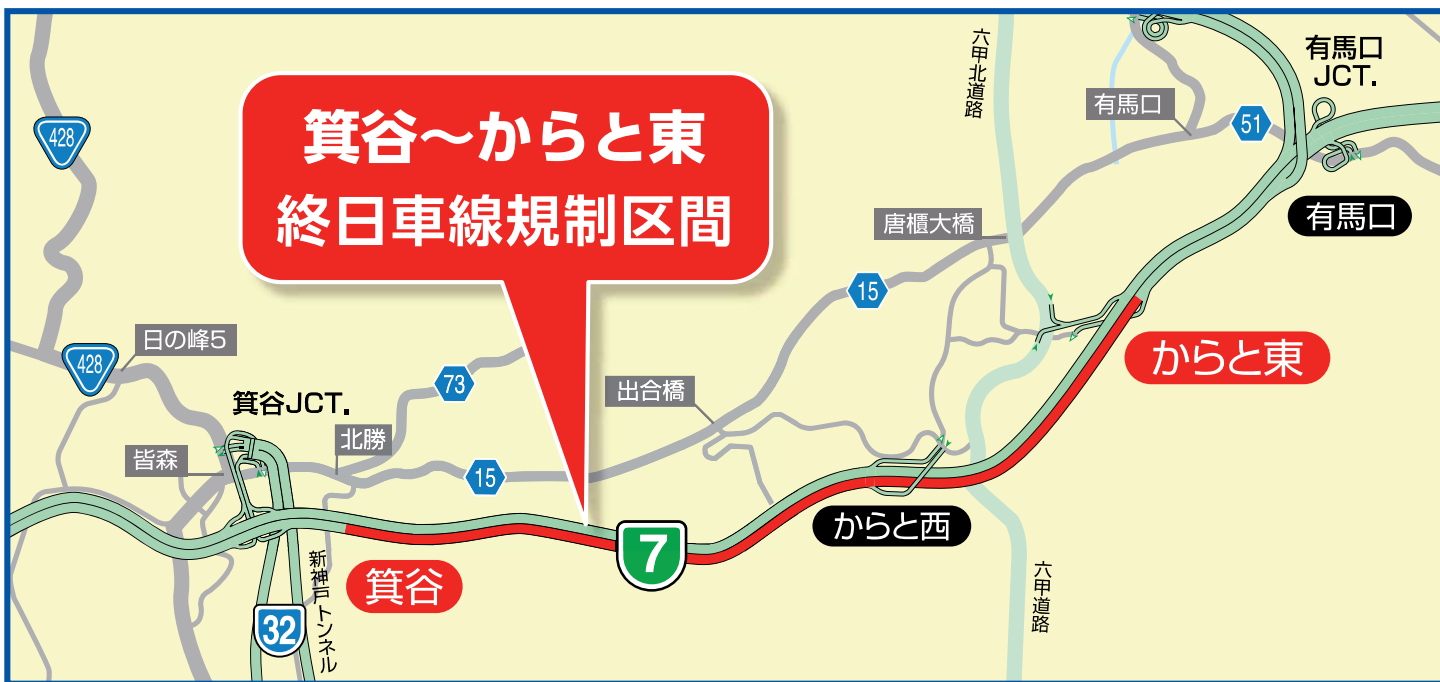 箕谷～からと東
終日車線規制区間
六甲北道路
有馬口
JCT.
有馬口
51
有馬口
428
唐櫃大橋
15
日の峰5
428
からと東
73
出合橋
箕谷JCT.
北勝
皆森
15
からと西
7
箕谷
新神戸トンネル
32
六甲道路